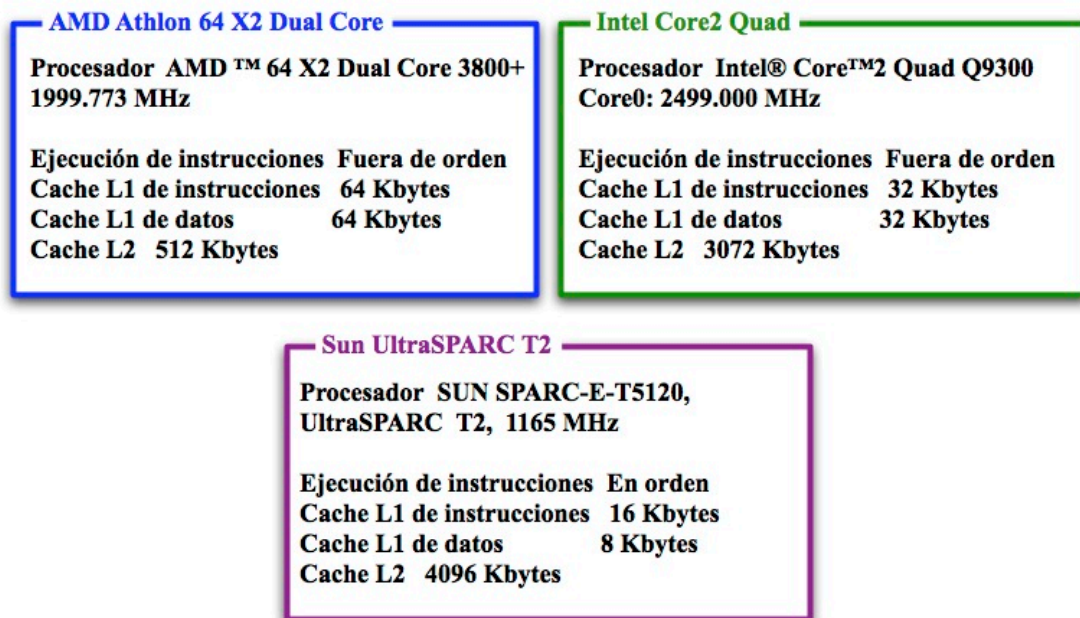 AMD Athlon 64 X2 Dual Core
Procesador AMD ™ 64 X2 Dual Core 3800+
1999.773 MHz
Ejecución de instrucciones Fuera de orden
Cache L1 de instrucciones 64 Kbytes
Cache L1 de datos 64 Kbytes
Cache L2 512 Kbytes
Intel Core2 Quad
Procesador Intel® Core™2 Quad Q9300
Core0: 2499.000 MHz
Ejecución de instrucciones Fuera de orden
Cache L1 de instrucciones 32 Kbytes
Cache L1 de datos 32 Kbytes
Cache L2 3072 Kbytes
Sun UltraSPARC T2
Procesador SUN SPARC-E-T5120,
UltraSPARC T2, 1165 MHz
Ejecución de instrucciones En orden
Cache L1 de instrucciones 16 Kbytes
Cache L1 de datos 8 Kbytes
Cache L2 4096 Kbytes